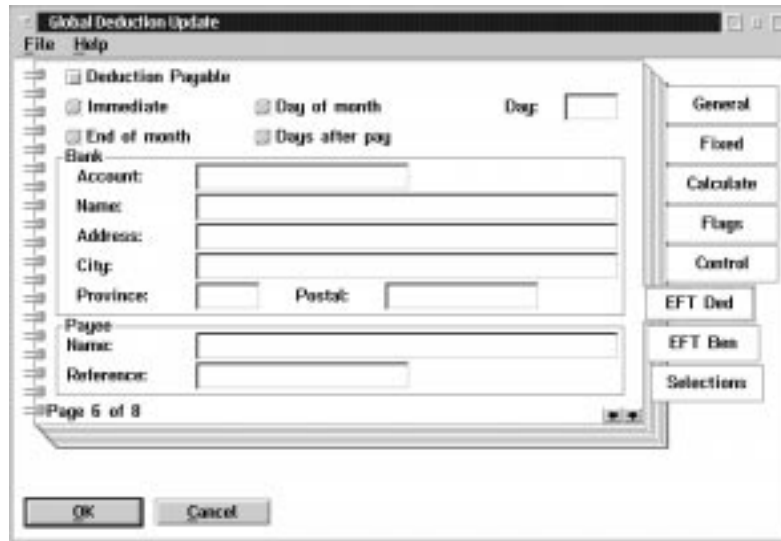 Global Deduction Update
File Help
Deduction Payable
Immediate Day of month Day:
End of month Days after pay
Bank
Account:
Name:
Address:
City:
Province: Postal:
Payee
Name:
Reference:
Page 6 of 8
General
Fixed
Calculate
Flags
Control
EFT Ded
EFT Ben
Selections
OK Cancel